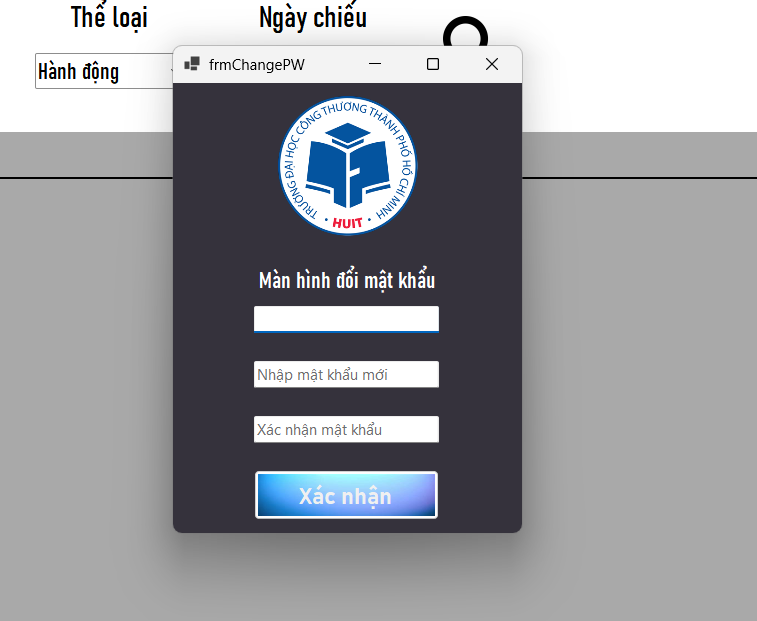 Thể loại
Ngày chiếu
Hành động
frmChangePW
TRƯỜNG ĐẠI HỌC CÔNG THƯƠNG THÀNH PHỐ HỒ CHÍ MINH
HUIT
Màn hình đổi mật khẩu
Nhập mật khẩu mới
Xác nhận mật khẩu
Xác nhận